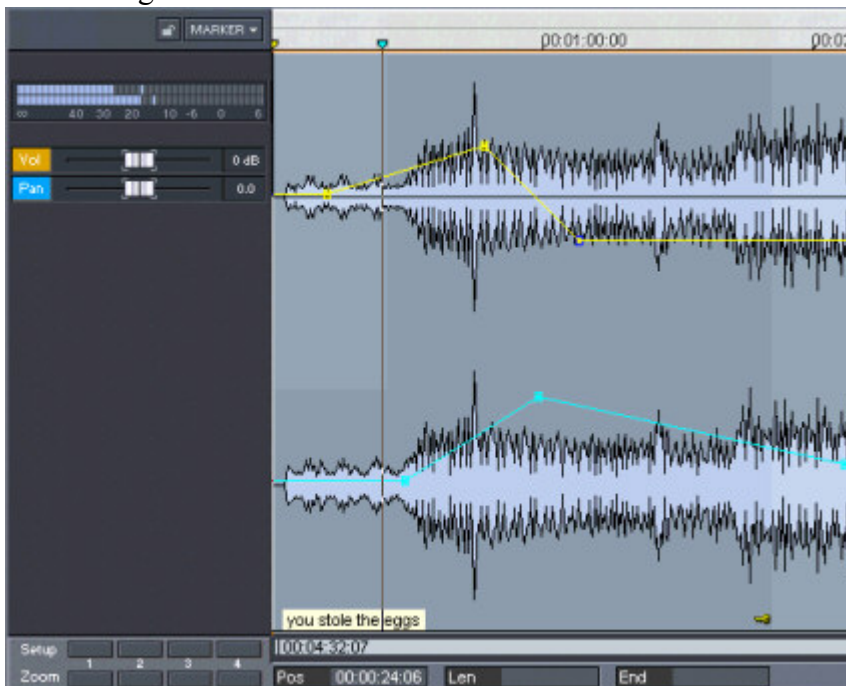 MARKER
00:01:00:00
00:0
∞ 40 30 20 10 -6 0 6
Vol 0 dB
Pan 0.0
you stole the eggs
Setup 1 2 3 4
00:04:32:07
Zoom
Pos 00:00:24:06 Len End